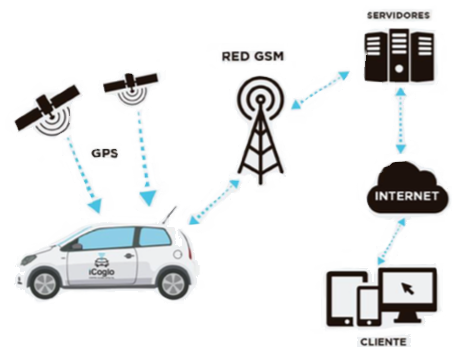 SERVIDORES
RED GSM
GPS
INTERNET
iCoglo
CLIENTE